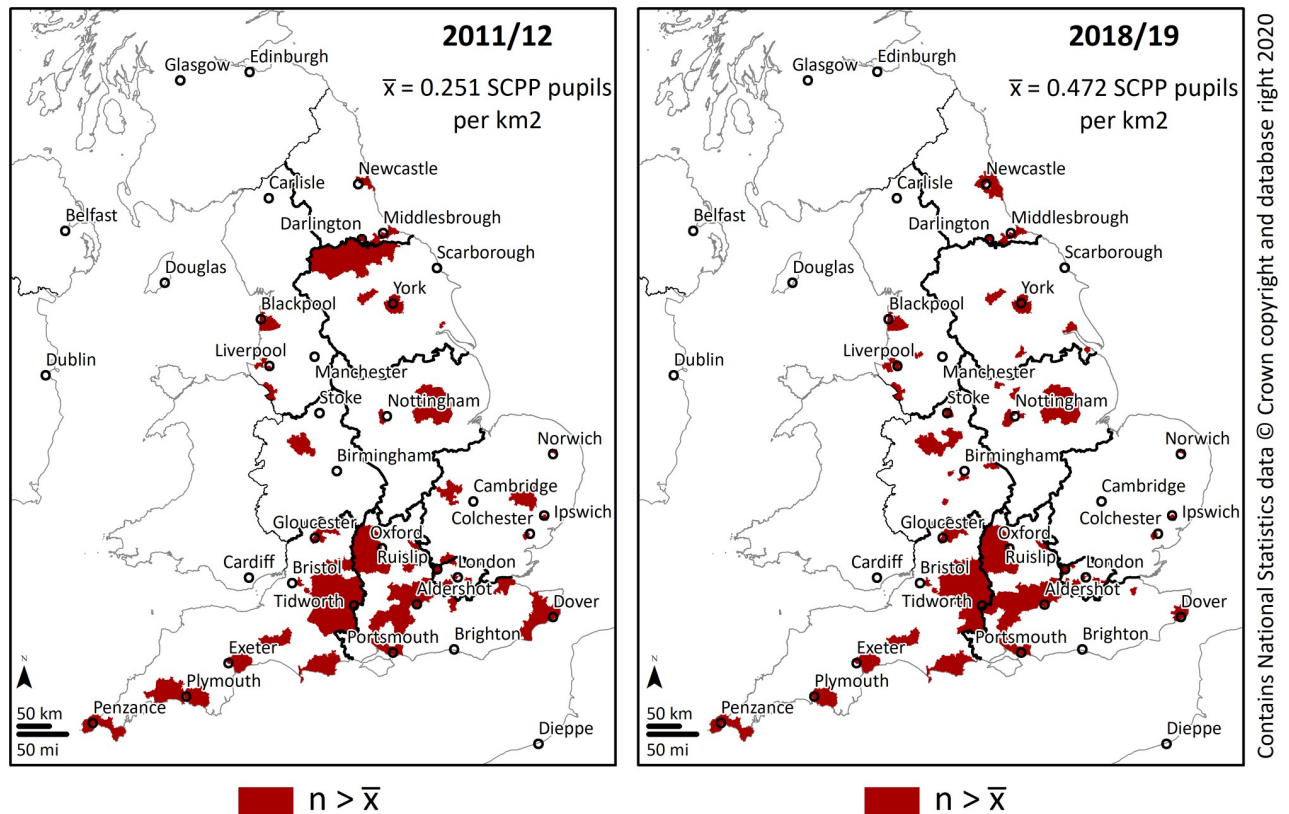 2011/12
x̅ = 0.251 SCPP pupils
per km2
Glasgow
Edinburgh
Newcastle
Carlisle
Belfast
Darlington
Middlesbrough
Scarborough
Douglas
York
Blackpool
Liverpool
Dublin
Manchester
Stoke
Nottingham
Norwich
Birmingham
Cambridge
Ipswich
Colchester
Gloucester
Oxford
Ruislip
London
Cardiff
Bristol
Aldershot
Tidworth
Dover
Portsmouth
Brighton
Exeter
Plymouth
Penzance
N
50 km
50 mi
Dieppe
n > x̅
2018/19
x̅ = 0.472 SCPP pupils
per km2
Glasgow
Edinburgh
Newcastle
Carlisle
Belfast
Darlington
Middlesbrough
Scarborough
Douglas
York
Blackpool
Liverpool
Dublin
Manchester
Stoke
Nottingham
Norwich
Birmingham
Cambridge
Ipswich
Colchester
Gloucester
Oxford
Ruislip
London
Cardiff
Bristol
Aldershot
Tidworth
Dover
Portsmouth
Brighton
Exeter
Plymouth
Penzance
N
50 km
50 mi
Dieppe
n > x̅
Contains National Statistics data © Crown copyright and database right 2020